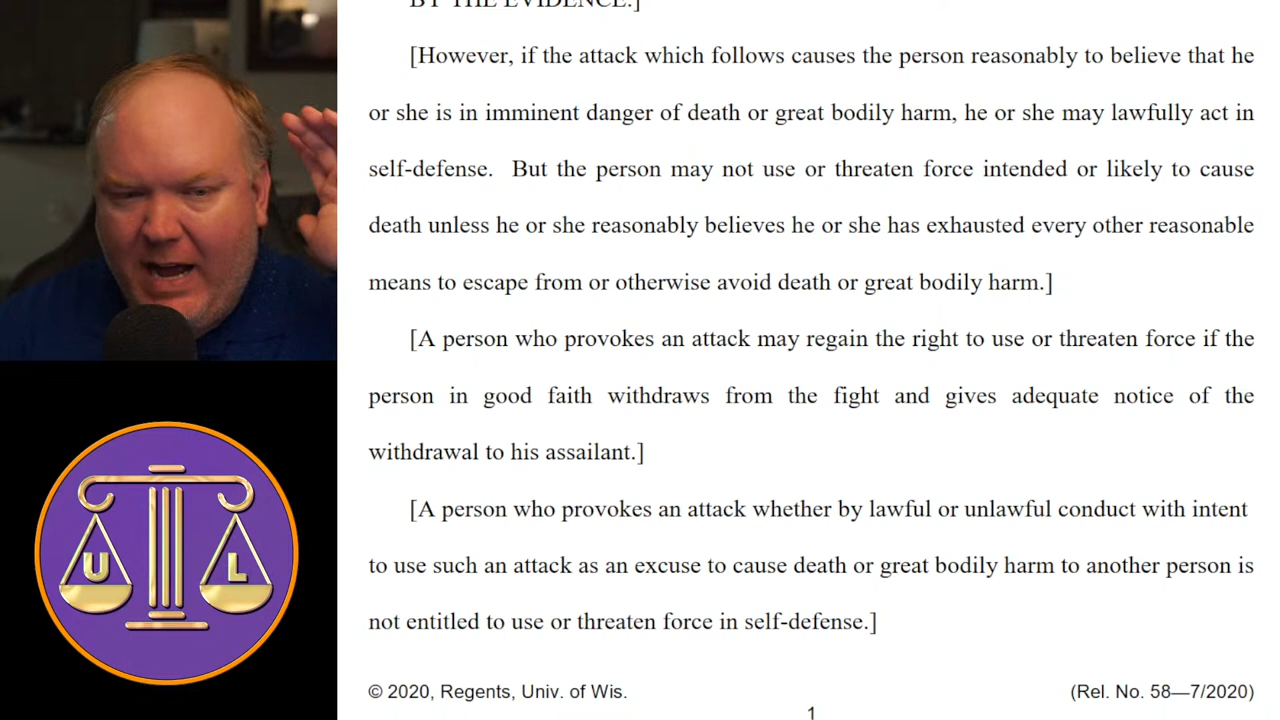 BY THE EVIDENCE.]
[However, if the attack which follows causes the person reasonably to believe that he
or she is in imminent danger of death or great bodily harm, he or she may lawfully act in
self-defense. But the person may not use or threaten force intended or likely to cause
death unless he or she reasonably believes he or she has exhausted every other reasonable
means to escape from or otherwise avoid death or great bodily harm.]
[A person who provokes an attack may regain the right to use or threaten force if the
person in good faith withdraws from the fight and gives adequate notice of the
withdrawal to his assailant.]
[A person who provokes an attack whether by lawful or unlawful conduct with intent
to use such an attack as an excuse to cause death or great bodily harm to another person is
not entitled to use or threaten force in self-defense.]
© 2020, Regents, Univ. of Wis. (Rel. No. 58—7/2020)
1
U L